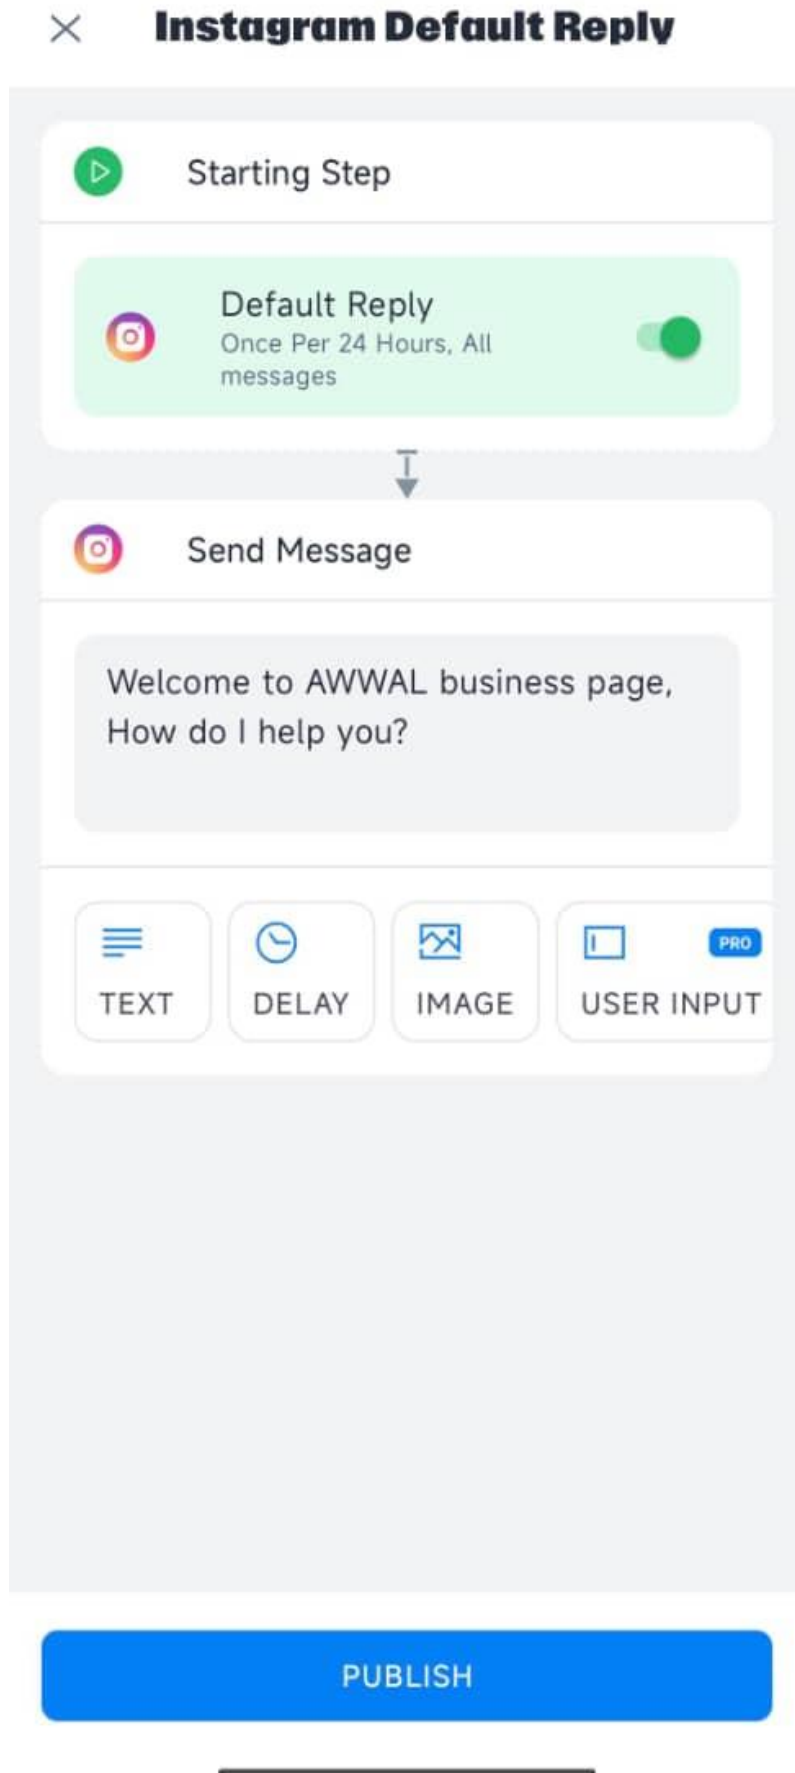 Instagram Default Reply
Starting Step
Default Reply
Once Per 24 Hours, All
messages
Send Message
Welcome to AWWAL business page,
How do I help you?
TEXT
DELAY
IMAGE
PRO
USER INPUT
PUBLISH